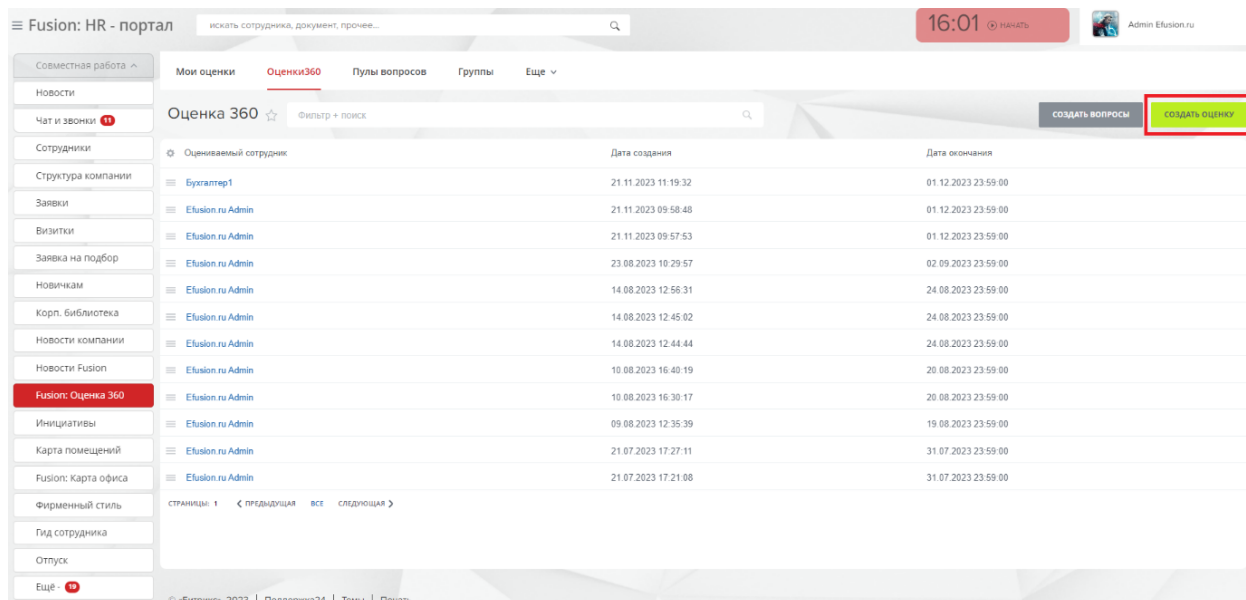 Fusion: HR - портал
искать сотрудника, документ, прочее...
16:01 НАЧАТЬ
Admin Efusion.ru
Совместная работа
Новости
Чат и звонки 11
Сотрудники
Структура компании
Заявки
Визитки
Заявка на подбор
Новичкам
Корп. библиотека
Новости компании
Новости Fusion
Fusion: Оценка 360
Инициативы
Карта помещений
Fusion: Карта офиса
Фирменный стиль
Гид сотрудника
Отпуск
Ещё - 19
Мои оценки Оценки360 Пулы вопросов Группы Еще
Оценка 360 Фильтр + поиск СОЗДАТЬ ВОПРОСЫ СОЗДАТЬ ОЦЕНКУ
Оцениваемый сотрудник Дата создания Дата окончания
Бухгалтер1 21.11.2023 11:19:32 01.12.2023 23:59:00
Efusion.ru Admin 21.11.2023 09:58:48 01.12.2023 23:59:00
Efusion.ru Admin 21.11.2023 09:57:53 01.12.2023 23:59:00
Efusion.ru Admin 23.08.2023 10:29:57 02.09.2023 23:59:00
Efusion.ru Admin 14.08.2023 12:56:31 24.08.2023 23:59:00
Efusion.ru Admin 14.08.2023 12:45:02 24.08.2023 23:59:00
Efusion.ru Admin 14.08.2023 12:44:44 24.08.2023 23:59:00
Efusion.ru Admin 10.08.2023 16:40:19 20.08.2023 23:59:00
Efusion.ru Admin 10.08.2023 16:30:17 20.08.2023 23:59:00
Efusion.ru Admin 09.08.2023 12:35:39 19.08.2023 23:59:00
Efusion.ru Admin 21.07.2023 17:27:11 31.07.2023 23:59:00
Efusion.ru Admin 21.07.2023 17:21:08 31.07.2023 23:59:00
СТРАНИЦЫ: 1 ПРЕДЫДУЩАЯ ВСЕ СЛЕДУЮЩАЯ
© «Битрикс», 2023 | Поддержка24 | Темы | Печать